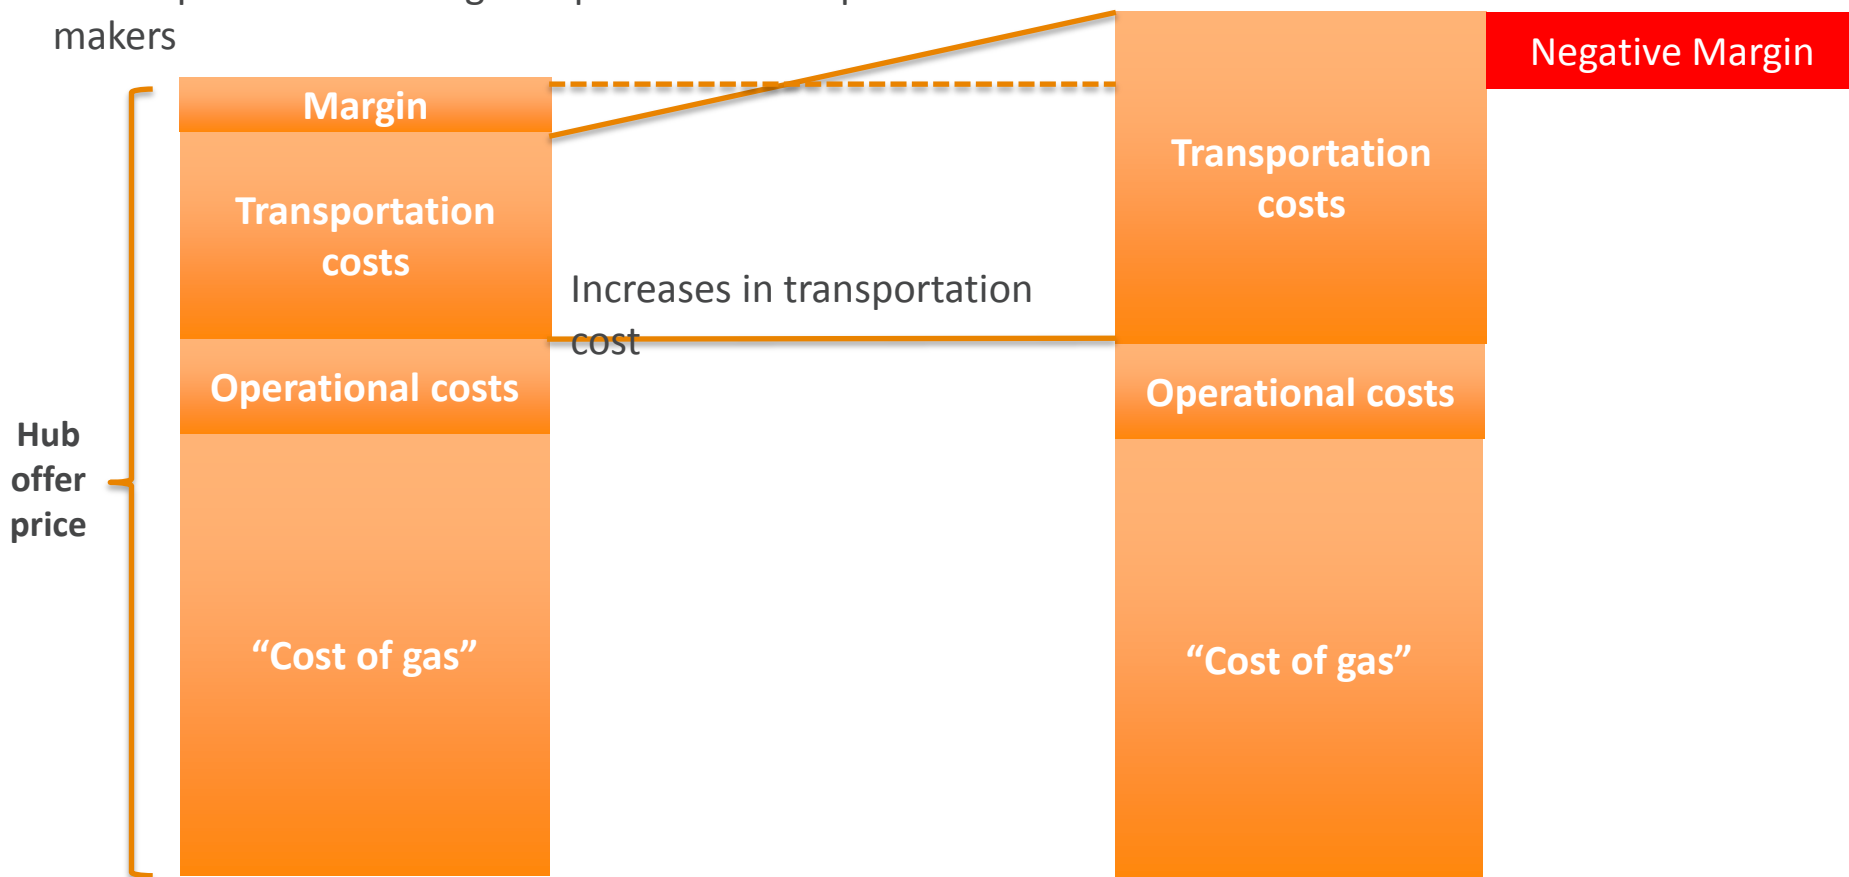 makers
Negative Margin
Margin
Transportation
costs
Transportation
costs
Increases in transportation
cost
Operational costs
Operational costs
Hub
offer
price
“Cost of gas”
“Cost of gas”